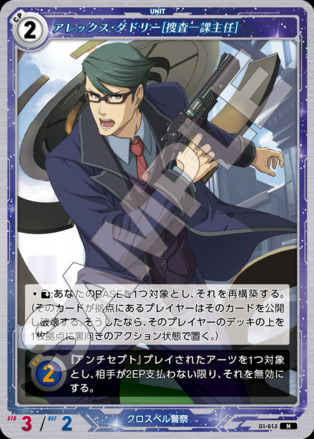 UNIT
CP
2
アレックス・ダドリー[捜査一課主任]
:あなたのBASEを1つ対象とし、それを再構築する。
(そのカードが拠点にあるプレイヤーはそのカードを公開
し破壊する。そうしたなら、そのプレイヤーのデッキの上を
1枚拠点に裏向きのアクション状態で置く。)
2
[アンチセプト]プレイされたアーツを1つ対象
とし、相手が2EP支払わない限り、それを無効に
する。
3
/
2
クロスベル警察
01-013 N